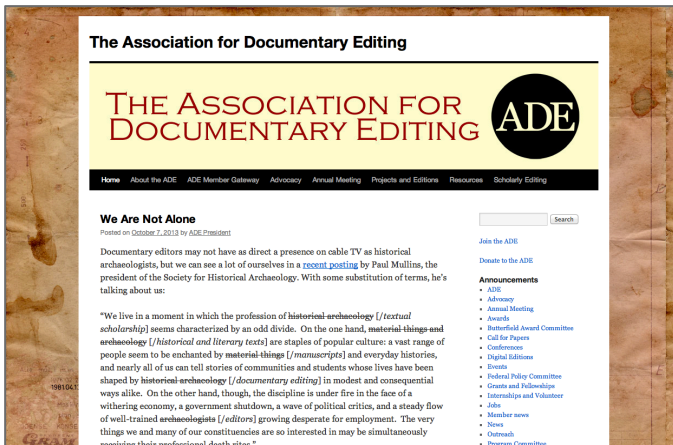 The Association for Documentary Editing
THE ASSOCIATION FOR
DOCUMENTARY EDITING
ADE
Home About the ADE ADE Member Gateway Advocacy Annual Meeting Projects and Editions Resources Scholarly Editing
We Are Not Alone
Posted on October 7, 2013 by ADE President
Documentary editors may not have as direct a presence on cable TV as historical
archaeologists, but we can see a lot of ourselves in a recent posting by Paul Mullins, the
president of the Society for Historical Archaeology. With some substitution of terms, he's
talking about us:
"We live in a moment in which the profession of historical archaeology [/textual
scholarship] seems characterized by an odd divide. On the one hand, material things and
archaeology [/historical and literary texts] are staples of popular culture: a vast range of
people seem to be enchanted by material things [/manuscripts] and everyday histories,
and nearly all of us can tell stories of communities and students whose lives have been
shaped by historical archaeology [/documentary editing] in modest and consequential
ways alike. On the other hand, though, the discipline is under fire in the face of a
withering economy, a government shutdown, a wave of political critics, and a steady flow
of well-trained archaeologists [/editors] growing desperate for employment. The very
things we and many of our constituencies are so interested in may be simultaneously
receiving their professional death rites."
Search
Join the ADE
Donate to the ADE
Announcements
ADE
Advocacy
Annual Meeting
Awards
Butterfield Award Committee
Call for Papers
Conferences
Digital Editions
Events
Federal Policy Committee
Grants and Fellowships
Internships and Volunteer
Jobs
Member news
News
Outreach
Program Committee